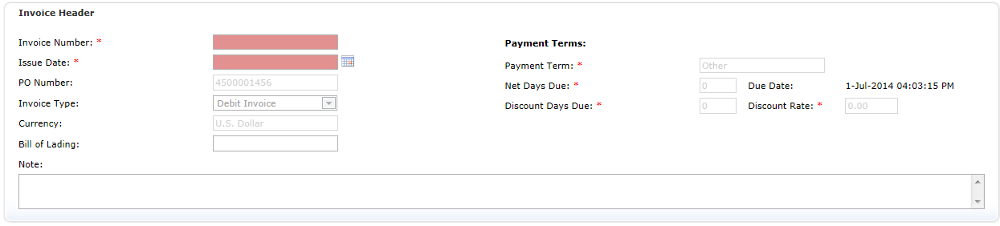 Invoice Header
Invoice Number: *
Issue Date: *
PO Number: 4500001456
Invoice Type: Debit Invoice
Currency: U.S. Dollar
Bill of Lading:
Payment Terms:
Payment Term: * Other
Net Days Due: * 0 Due Date: 1-Jul-2014 04:03:15 PM
Discount Days Due: * 0 Discount Rate: * 0.00
Note: